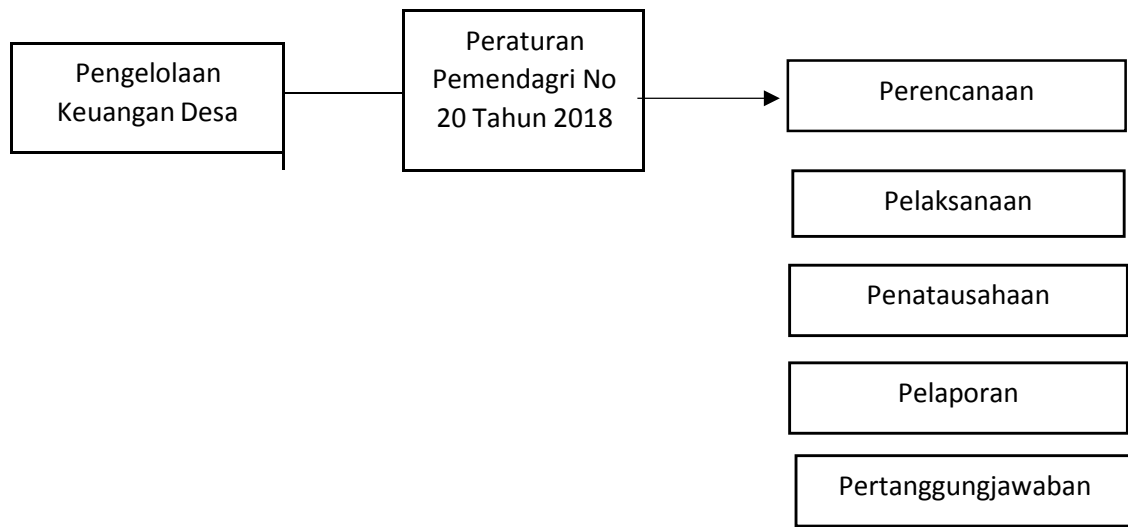 Pengelolaan
Keuangan Desa
Peraturan
Pemendagri No
20 Tahun 2018
Perencanaan
Pelaksanaan
Penatausahaan
Pelaporan
Pertanggungjawaban